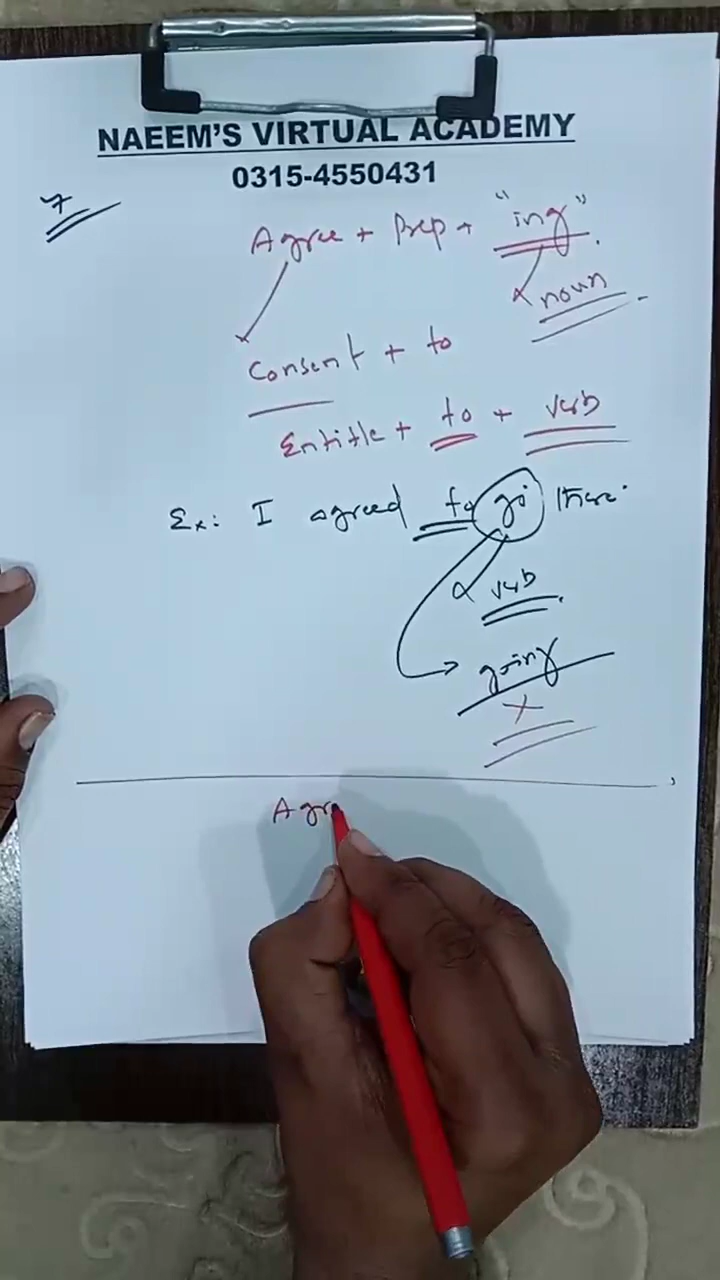 NAEEM'S VIRTUAL ACADEMY
0315-4550431
7
Agree + Prep + "ing".
noun
Consent + to
Entitle + to + verb
Ex: I agreed to go there.
verb
going
X
Agre